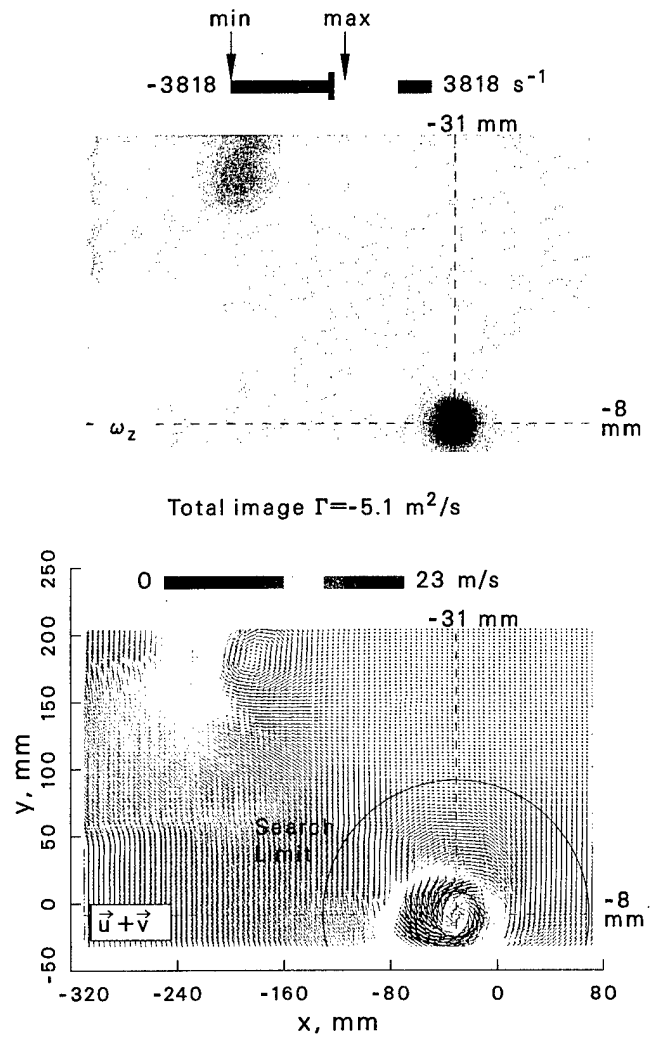 min max
-3818 3818 s⁻¹
-31 mm
-8
mm
ω_z
Total image Γ=-5.1 m²/s
0 23 m/s
-31 mm
250
200
150
100
50
0
-50
y, mm
Search
Limit
-8
mm
u⃗+v⃗
-320 -240 -160 -80 0 80
x, mm